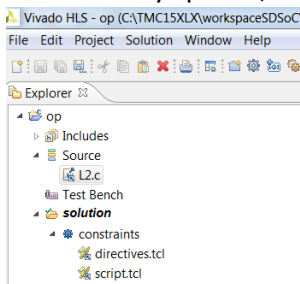 Vivado HLS - op (C:\TMC15XLX\workspaceSDSoC
File Edit Project Solution Window Help
Explorer
op
Includes
Source
L2.c
Test Bench
solution
constraints
directives.tcl
script.tcl